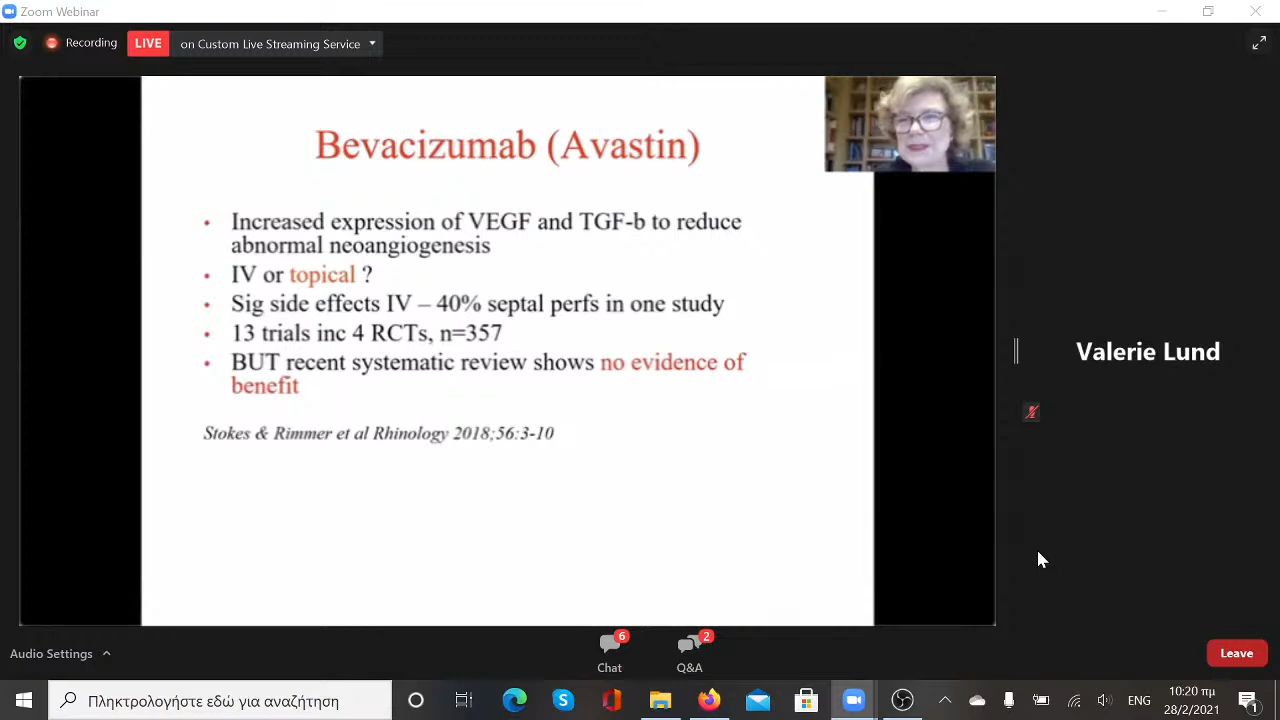 Zoom Webinar
Recording
LIVE
on Custom Live Streaming Service
Bevacizumab (Avastin)
• Increased expression of VEGF and TGF-b to reduce
abnormal neoangiogenesis
• IV or topical ?
• Sig side effects IV – 40% septal perfs in one study
• 13 trials inc 4 RCTs, n=357
• BUT recent systematic review shows no evidence of
benefit
Stokes & Rimmer et al Rhinology 2018;56:3-10
Valerie Lund
Audio Settings
6
Chat
2
Q&A
Leave
Πληκτρολογήστε εδώ για αναζήτηση
ENG
10:20 πμ
28/2/2021
1